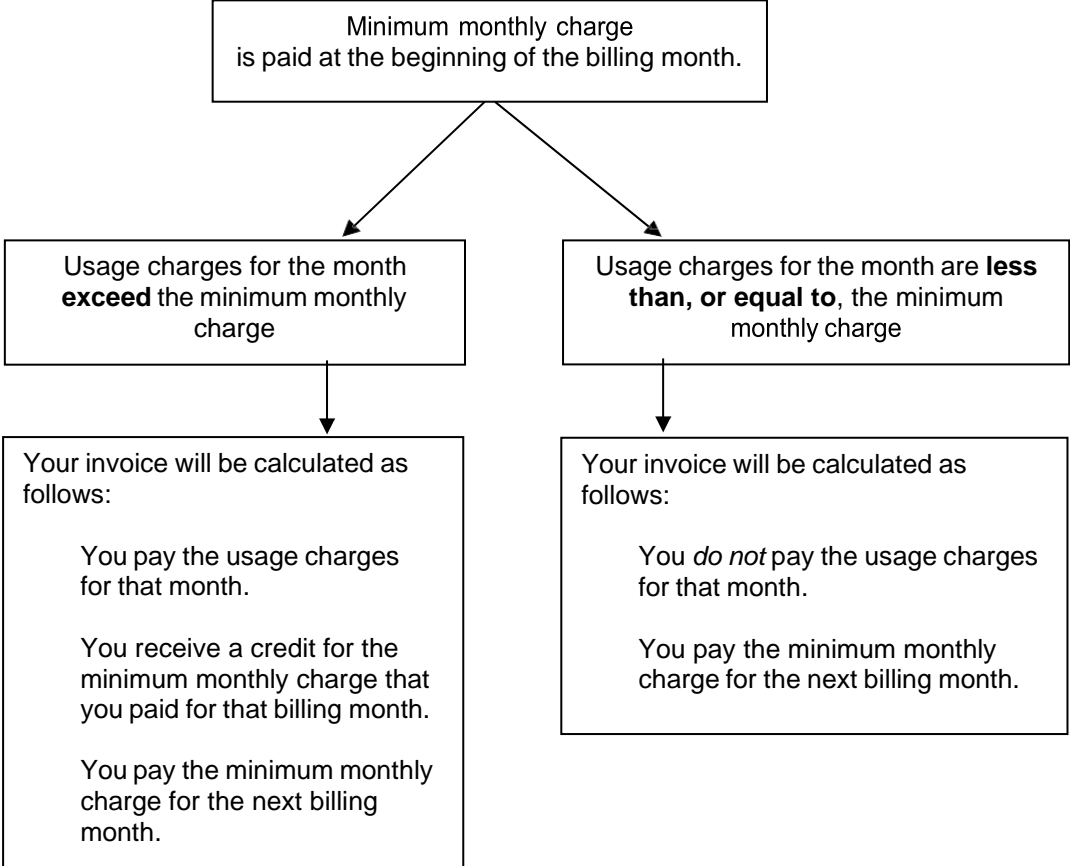 Minimum monthly charge
is paid at the beginning of the billing month.
Usage charges for the month
exceed the minimum monthly
charge
Usage charges for the month are less
than, or equal to, the minimum
monthly charge
Your invoice will be calculated as
follows:
You pay the usage charges
for that month.
You receive a credit for the
minimum monthly charge that
you paid for that billing month.
You pay the minimum monthly
charge for the next billing
month.
Your invoice will be calculated as
follows:
You do not pay the usage charges
for that month.
You pay the minimum monthly
charge for the next billing month.